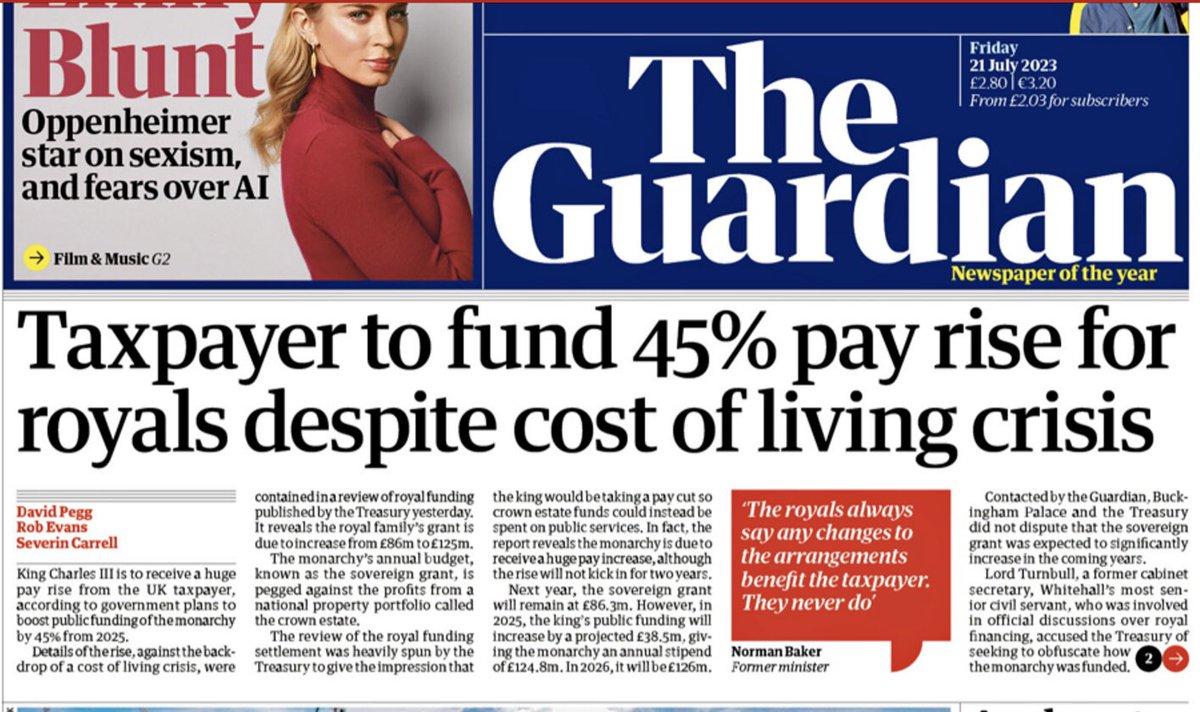 Blunt
Oppenheimer
star on sexism,
and fears over AI
Film & Music G2
The
Guardian
Newspaper of the year
Friday
21 July 2023
£2.80 | €3.20
From £2.03 for subscribers
Taxpayer to fund 45% pay rise for
royals despite cost of living crisis
David Pegg
Rob Evans
Severin Carrell
King Charles III is to receive a huge
pay rise from the UK taxpayer,
according to government plans to
boost public funding of the monarchy
by 45% from 2025.
Details of the rise, against the back-
drop of a cost of living crisis, were
contained in a review of royal funding
published by the Treasury yesterday.
It reveals the royal family's grant is
due to increase from £86m to £125m.
The monarchy's annual budget,
known as the sovereign grant, is
pegged against the profits from a
national property portfolio called
the crown estate.
The review of the royal funding
settlement was heavily spun by the
Treasury to give the impression that
the king would be taking a pay cut so
crown estate funds could instead be
spent on public services. In fact, the
report reveals the monarchy is due to
receive a huge pay increase, although
the rise will not kick in for two years.
Next year, the sovereign grant
will remain at £86.3m. However, in
2025, the king's public funding will
increase by a projected £38.5m, giv-
ing the monarchy an annual stipend
of £124.8m. In 2026, it will be £126m.
'The royals always
say any changes to
the arrangements
benefit the taxpayer.
They never do'
Norman Baker
Former minister
Contacted by the Guardian, Buck-
ingham Palace and the Treasury
did not dispute that the sovereign
grant was expected to significantly
increase in the coming years.
Lord Turnbull, a former cabinet
secretary, Whitehall's most sen-
ior civil servant, who was involved
in official discussions over royal
financing, accused the Treasury of
seeking to obfuscate how
the monarchy was funded. 2